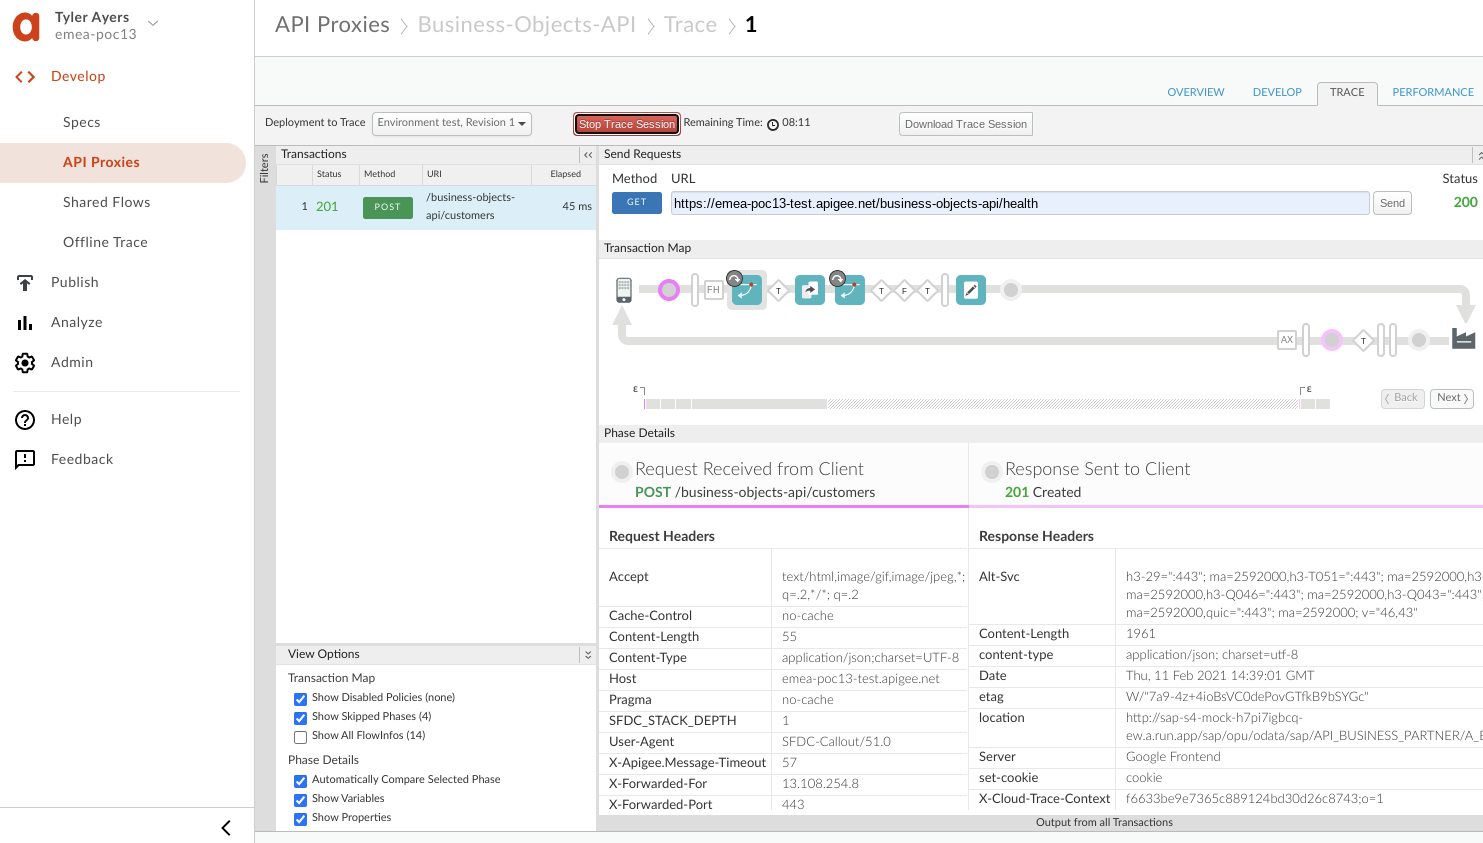 Tyler Ayers
emea-poc13
Develop
Specs
API Proxies
Shared Flows
Offline Trace
Publish
Analyze
Admin
Help
Feedback
API Proxies > Business-Objects-API > Trace > 1
OVERVIEW DEVELOP TRACE PERFORMANCE
Deployment to Trace Environment test, Revision 1 Stop Trace Session Remaining Time: 08:11 Download Trace Session
Filters
Transactions
Status Method URI Elapsed
1 201 POST /business-objects-api/customers 45 ms
View Options
Transaction Map
Show Disabled Policies (none)
Show Skipped Phases (4)
Show All FlowInfos (14)
Phase Details
Automatically Compare Selected Phase
Show Variables
Show Properties
Send Requests
Method URL Status
GET https://emea-poc13-test.apigee.net/business-objects-api/health Send 200
Transaction Map
FH T T F T
AX T
ε ε
Back Next
Phase Details
Request Received from Client
POST /business-objects-api/customers
Request Headers
Accept text/html,image/gif,image/jpeg,*;
q=.2,*/*; q=.2
Cache-Control no-cache
Content-Length 55
Content-Type application/json;charset=UTF-8
Host emea-poc13-test.apigee.net
Pragma no-cache
SFDC_STACK_DEPTH 1
User-Agent SFDC-Callout/51.0
X-Apigee.Message-Timeout 57
X-Forwarded-For 13.108.254.8
X-Forwarded-Port 443
Response Sent to Client
201 Created
Response Headers
Alt-Svc h3-29=":443"; ma=2592000,h3-T051=":443"; ma=2592000,h3
ma=2592000,h3-Q046=":443"; ma=2592000,h3-Q043=":443"
ma=2592000,quic=":443"; ma=2592000; v="46,43"
Content-Length 1961
content-type application/json; charset=utf-8
Date Thu, 11 Feb 2021 14:39:01 GMT
etag W/"7a9-4z+4ioBsVC0dePovGTfkB9bSYGc"
location http://sap-s4-mock-h7pi7igbcq-
ew.a.run.app/sap/opu/odata/sap/API_BUSINESS_PARTNER/A_B
Server Google Frontend
set-cookie cookie
X-Cloud-Trace-Context f6633be9e7365c889124bd30d26c8743;o=1
Output from all Transactions